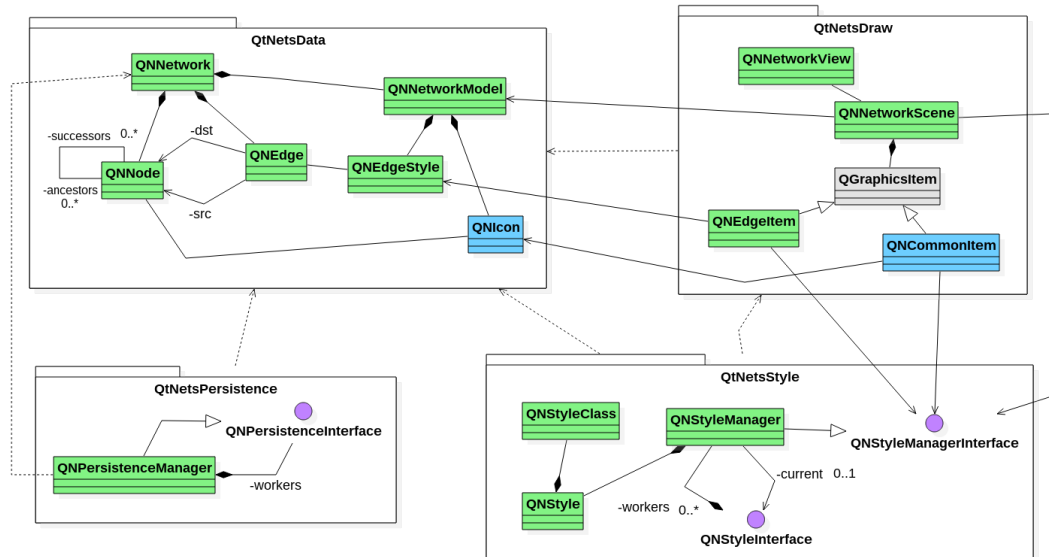 QtNetsData
QNNetwork
QNNetworkModel
-successors 0..*
-dst
QNEdge
QNEdgeStyle
QNNode
-ancestors
0..*
-src
QNIcon
QtNetsDraw
QNNetworkView
QNNetworkScene
QGraphicsItem
QNEdgeItem
QNCommonItem
QtNetsPersistence
QNPersistenceInterface
QNPersistenceManager
-workers
QtNetsStyle
QNStyleClass
QNStyleManager
QNStyleManagerInterface
-current 0..1
QNStyle
-workers 0..*
QNStyleInterface